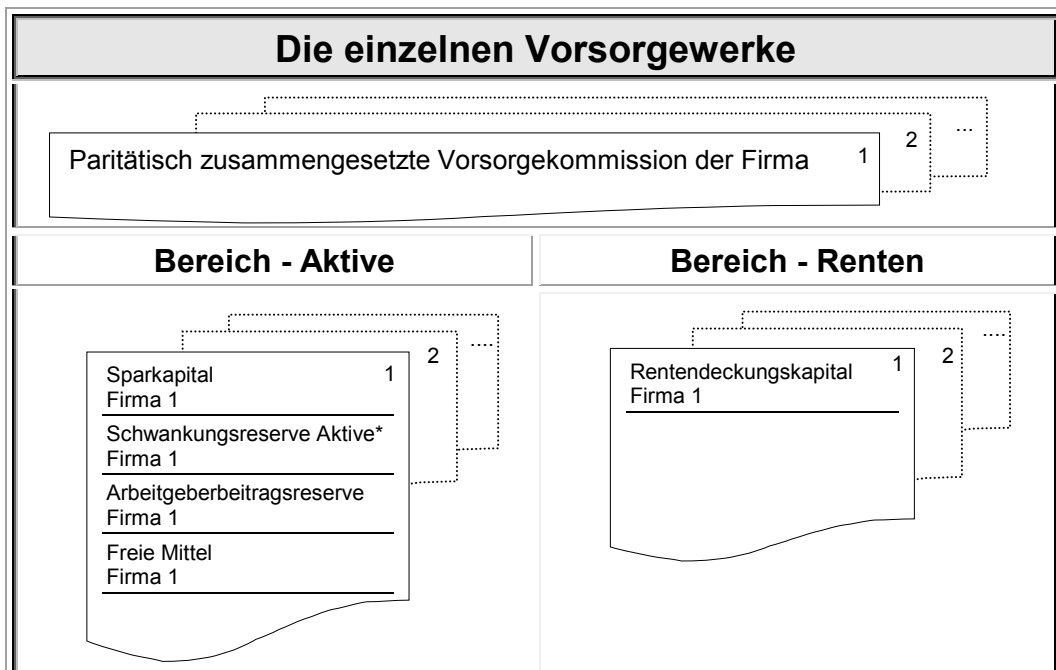 Die einzelnen Vorsorgewerke
...
2
Paritätisch zusammengesetzte Vorsorgekommission der Firma 1
Bereich - Aktive
Bereich - Renten
....
2
Sparkapital 1
Firma 1
Schwankungsreserve Aktive*
Firma 1
Arbeitgeberbeitragsreserve
Firma 1
Freie Mittel
Firma 1
....
2
Rentendeckungskapital 1
Firma 1